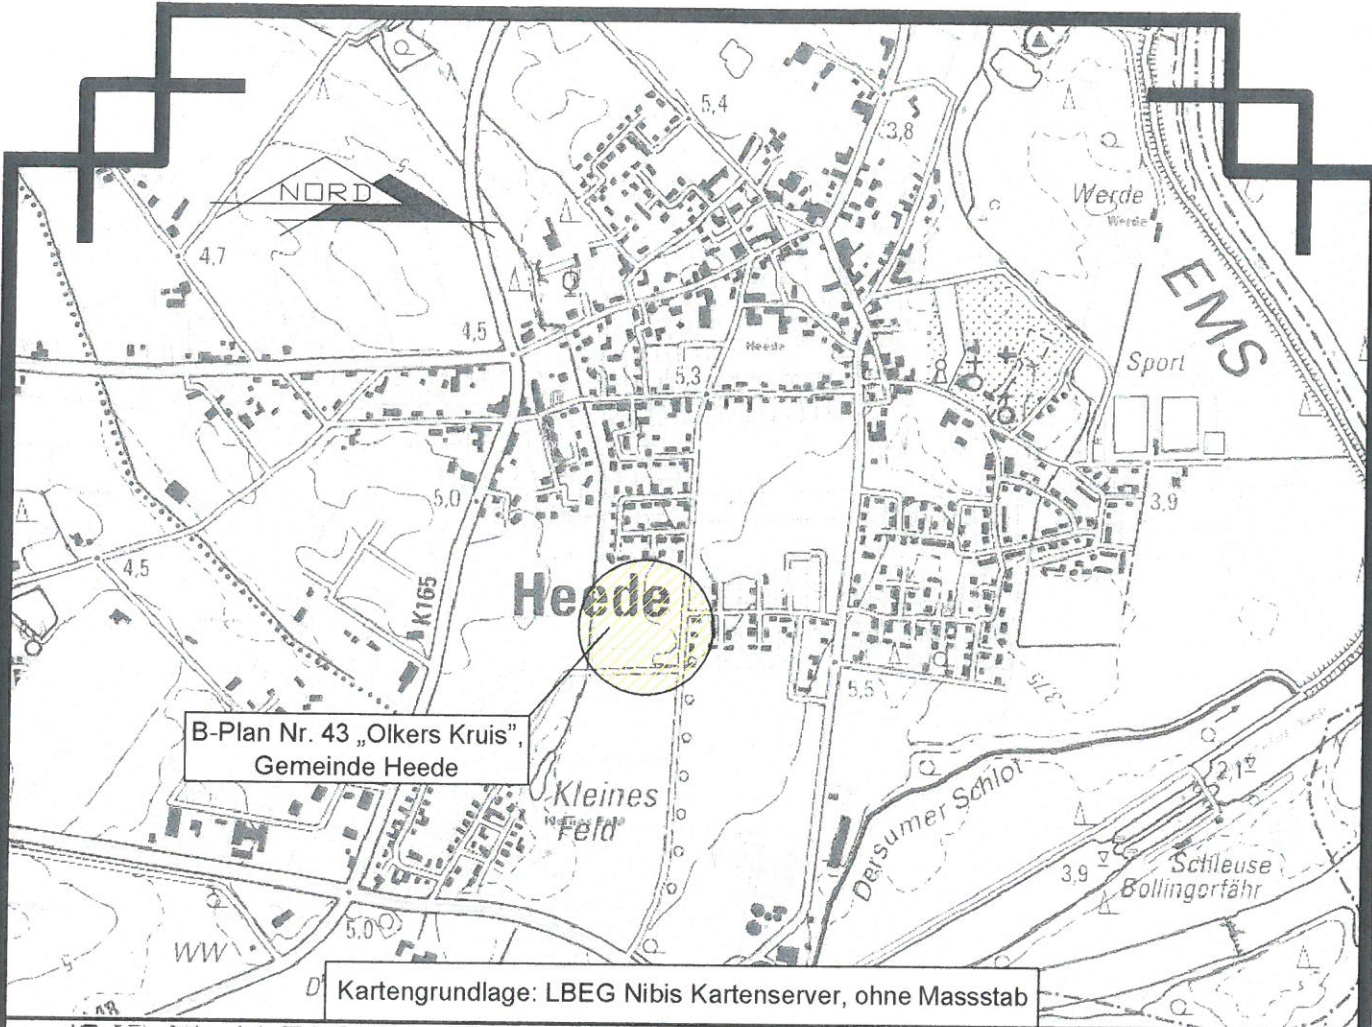 5,4
3,8
NORD
Werde
Werde
4,7
EMS
4,5
Heede
Sport
5,3
5,0
3,9
4,5
K165
Heede
5,5
3,75
B-Plan Nr. 43 „Olkers Kruis”,
Gemeinde Heede
2,1
Kleines
Feld
Dersumer Schlot
3,9
Schleuse
Bollingerfähr
5,0
WW
D'
Kartengrundlage: LBEG Nibis Kartenserver, ohne Massstab